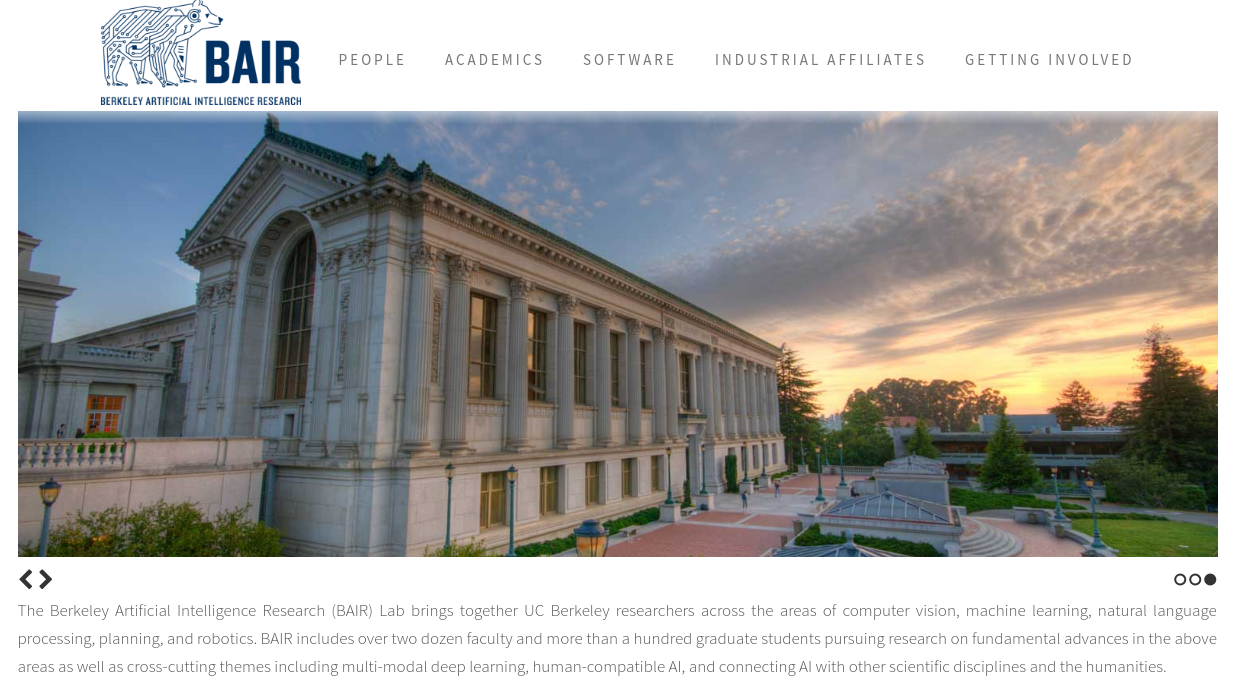 BAIR
BERKELEY ARTIFICIAL INTELLIGENCE RESEARCH
PEOPLE ACADEMICS SOFTWARE INDUSTRIAL AFFILIATES GETTING INVOLVED
The Berkeley Artificial Intelligence Research (BAIR) Lab brings together UC Berkeley researchers across the areas of computer vision, machine learning, natural language
processing, planning, and robotics. BAIR includes over two dozen faculty and more than a hundred graduate students pursuing research on fundamental advances in the above
areas as well as cross-cutting themes including multi-modal deep learning, human-compatible AI, and connecting AI with other scientific disciplines and the humanities.